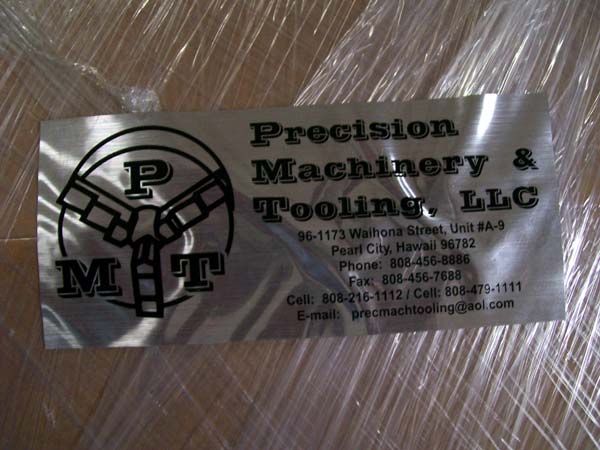 P
M T
Precision
Machinery &
Tooling, LLC
96-1173 Waihona Street, Unit #A-9
Pearl City, Hawaii 96782
Phone: 808-456-8886
Fax: 808-456-7688
Cell: 808-216-1112 / Cell: 808-479-1111
E-mail: precmachtooling@aol.com